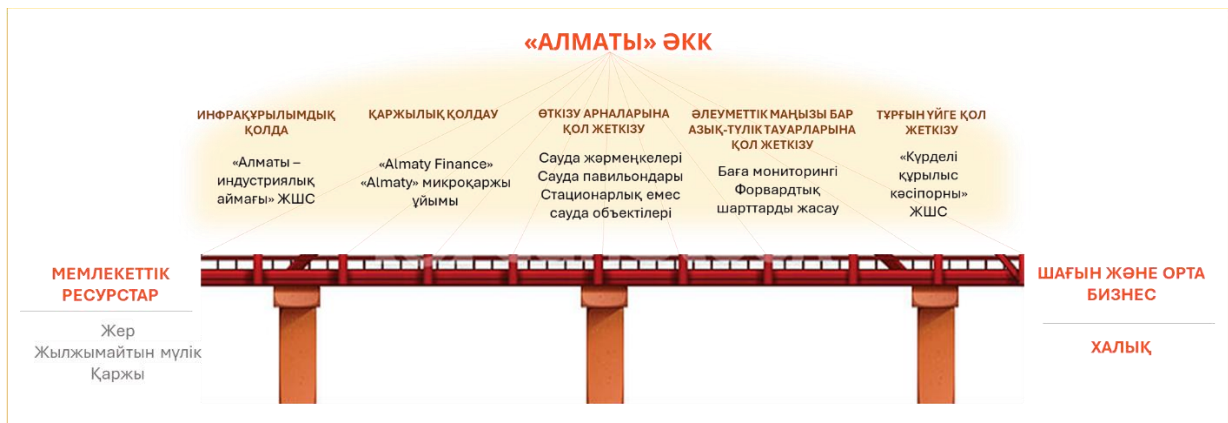 «АЛМАТЫ» ӘКК
ИНФРАҚҰРЫЛЫМДЫҚ
ҚОЛДА
«Алматы –
индустриялық
аймағы» ЖШС
ҚАРЖЫЛЫҚ ҚОЛДАУ
«Almaty Finance»
«Almaty» микроқаржы
ұйымы
ӨТКІЗУ АРНАЛАРЫНА
ҚОЛ ЖЕТКІЗУ
Сауда жәрмеңкелері
Сауда павильондары
Стационарлық емес
сауда объектілері
ӘЛЕУМЕТТІК МАҢЫЗЫ БАР
АЗЫҚ-ТҮЛІК ТАУАРЛАРЫНА
ҚОЛ ЖЕТКІЗУ
Баға мониторингі
Форвардтық
шарттарды жасау
ТҰРҒЫН ҮЙГЕ ҚОЛ
ЖЕТКІЗУ
«Күрделі
құрылыс
кәсіпорны»
ЖШС
МЕМЛЕКЕТТІК
РЕСУРСТАР
Жер
Жылжымайтын мүлік
Қаржы
ШАҒЫН ЖӘНЕ ОРТА
БИЗНЕС
ХАЛЫҚ